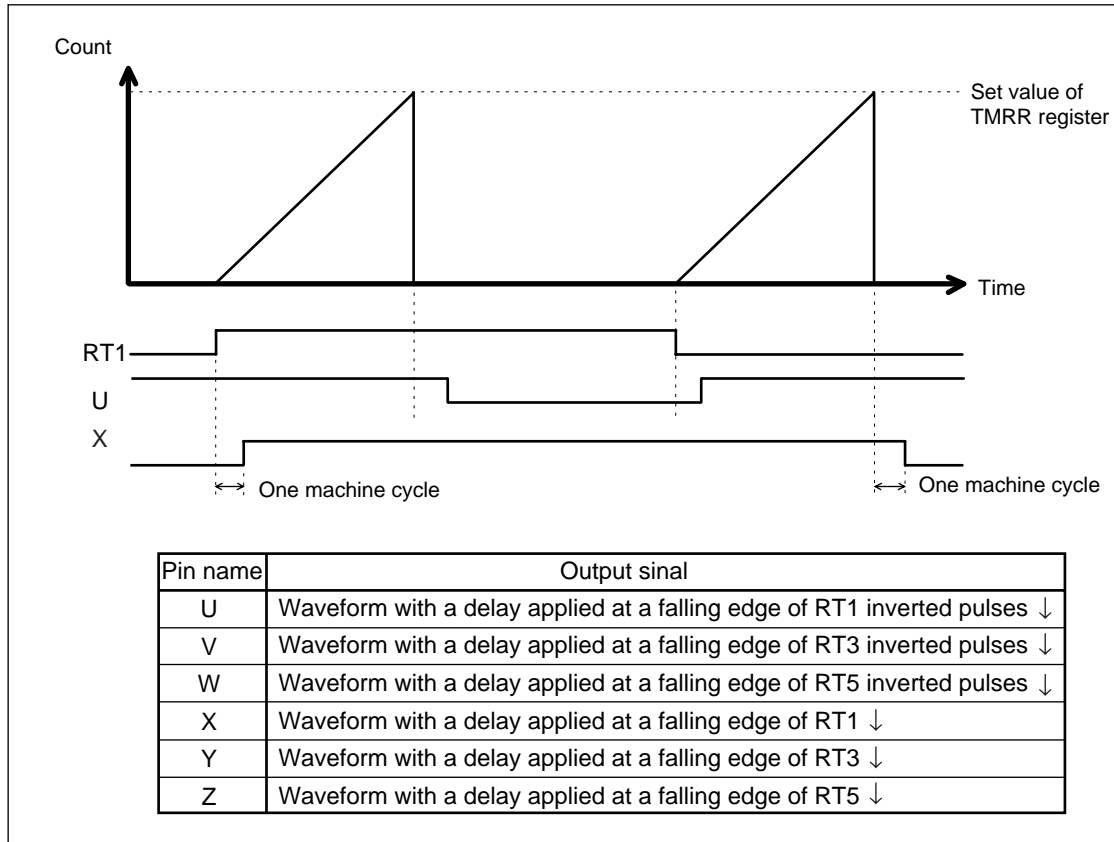 Count
Set value of
TMRR register
Time
RT1
U
X
One machine cycle
One machine cycle
Pin name Output sinal
U Waveform with a delay applied at a falling edge of RT1 inverted pulses ↓
V Waveform with a delay applied at a falling edge of RT3 inverted pulses ↓
W Waveform with a delay applied at a falling edge of RT5 inverted pulses ↓
X Waveform with a delay applied at a falling edge of RT1 ↓
Y Waveform with a delay applied at a falling edge of RT3 ↓
Z Waveform with a delay applied at a falling edge of RT5 ↓